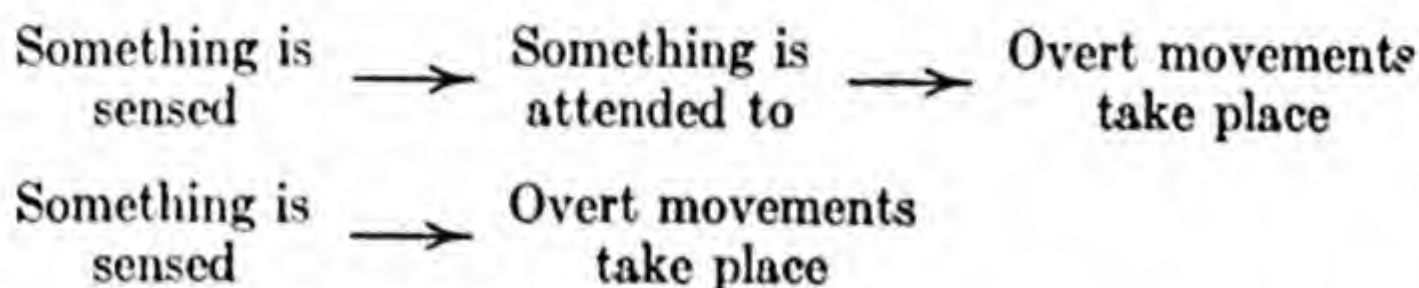 Something is
sensed
Something is
attended to
Overt movements
take place
Something is
sensed
Overt movements
take place